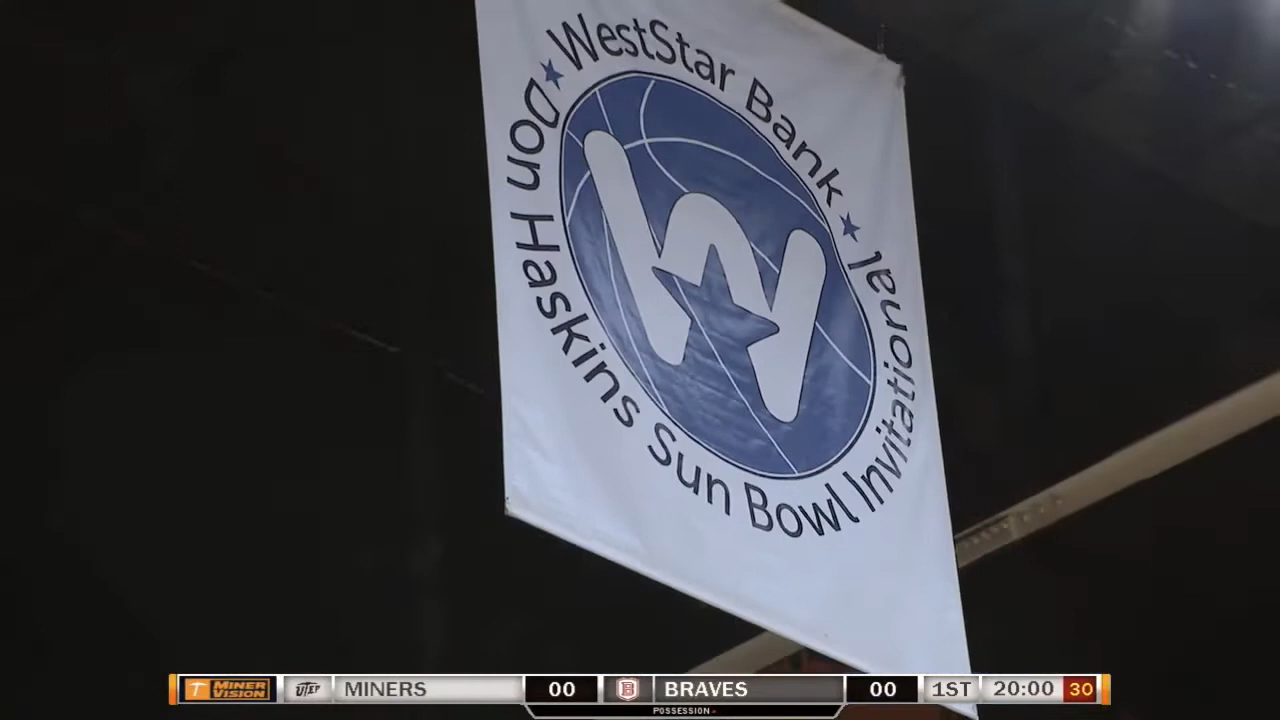 WestStar Bank
Don Haskins Sun Bowl Invitational
T MINER VISION UTEP MINERS 00 B BRAVES 00 1ST 20:00 30
POSSESSION